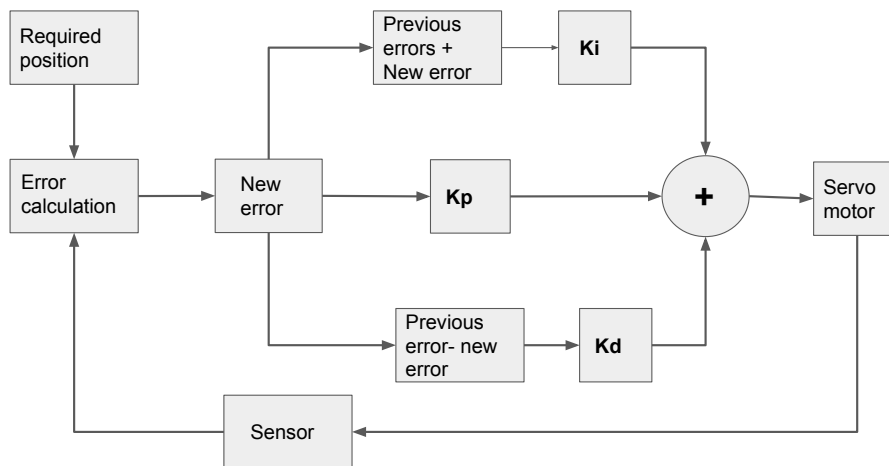 Required
position
Previous
errors +
New error
Ki
Error
calculation
New
error
Kp
+
Servo
motor
Previous
error- new
error
Kd
Sensor